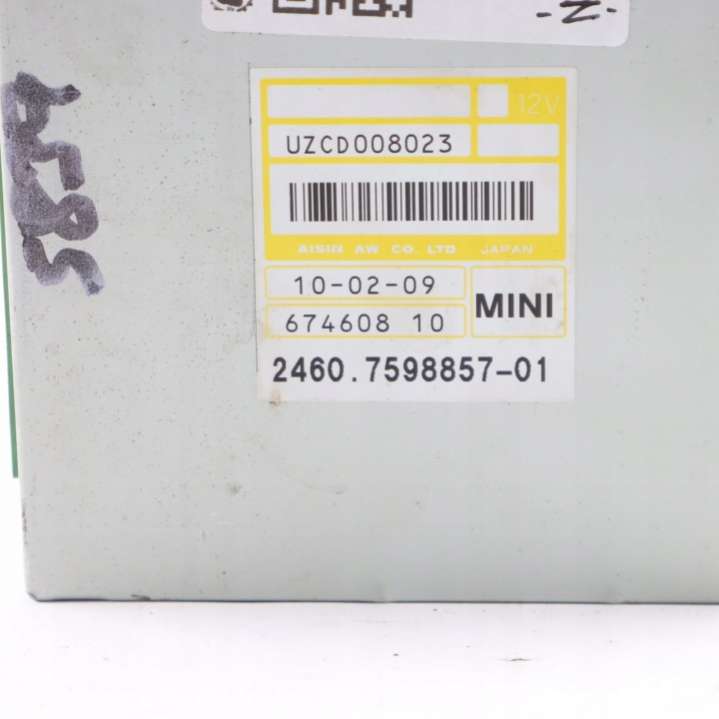 -Z-
12V
UZCD008023
AISIN AW CO. LTD JAPAN
10-02-09
674608 10
MINI
2460.7598857-01